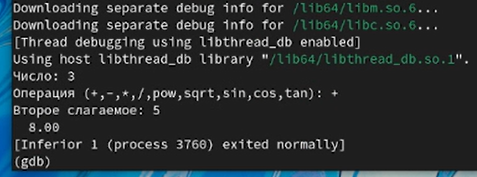 Downloading separate debug info for /lib64/libm.so.6...
Downloading separate debug info for /lib64/libc.so.6...
[Thread debugging using libthread_db enabled]
Using host libthread_db library "/lib64/libthread_db.so.1".
Число: 3
Операция (+,-,*,/,pow,sqrt,sin,cos,tan): +
Второе слагаемое: 5
8.00
[Inferior 1 (process 3760) exited normally]
(gdb)